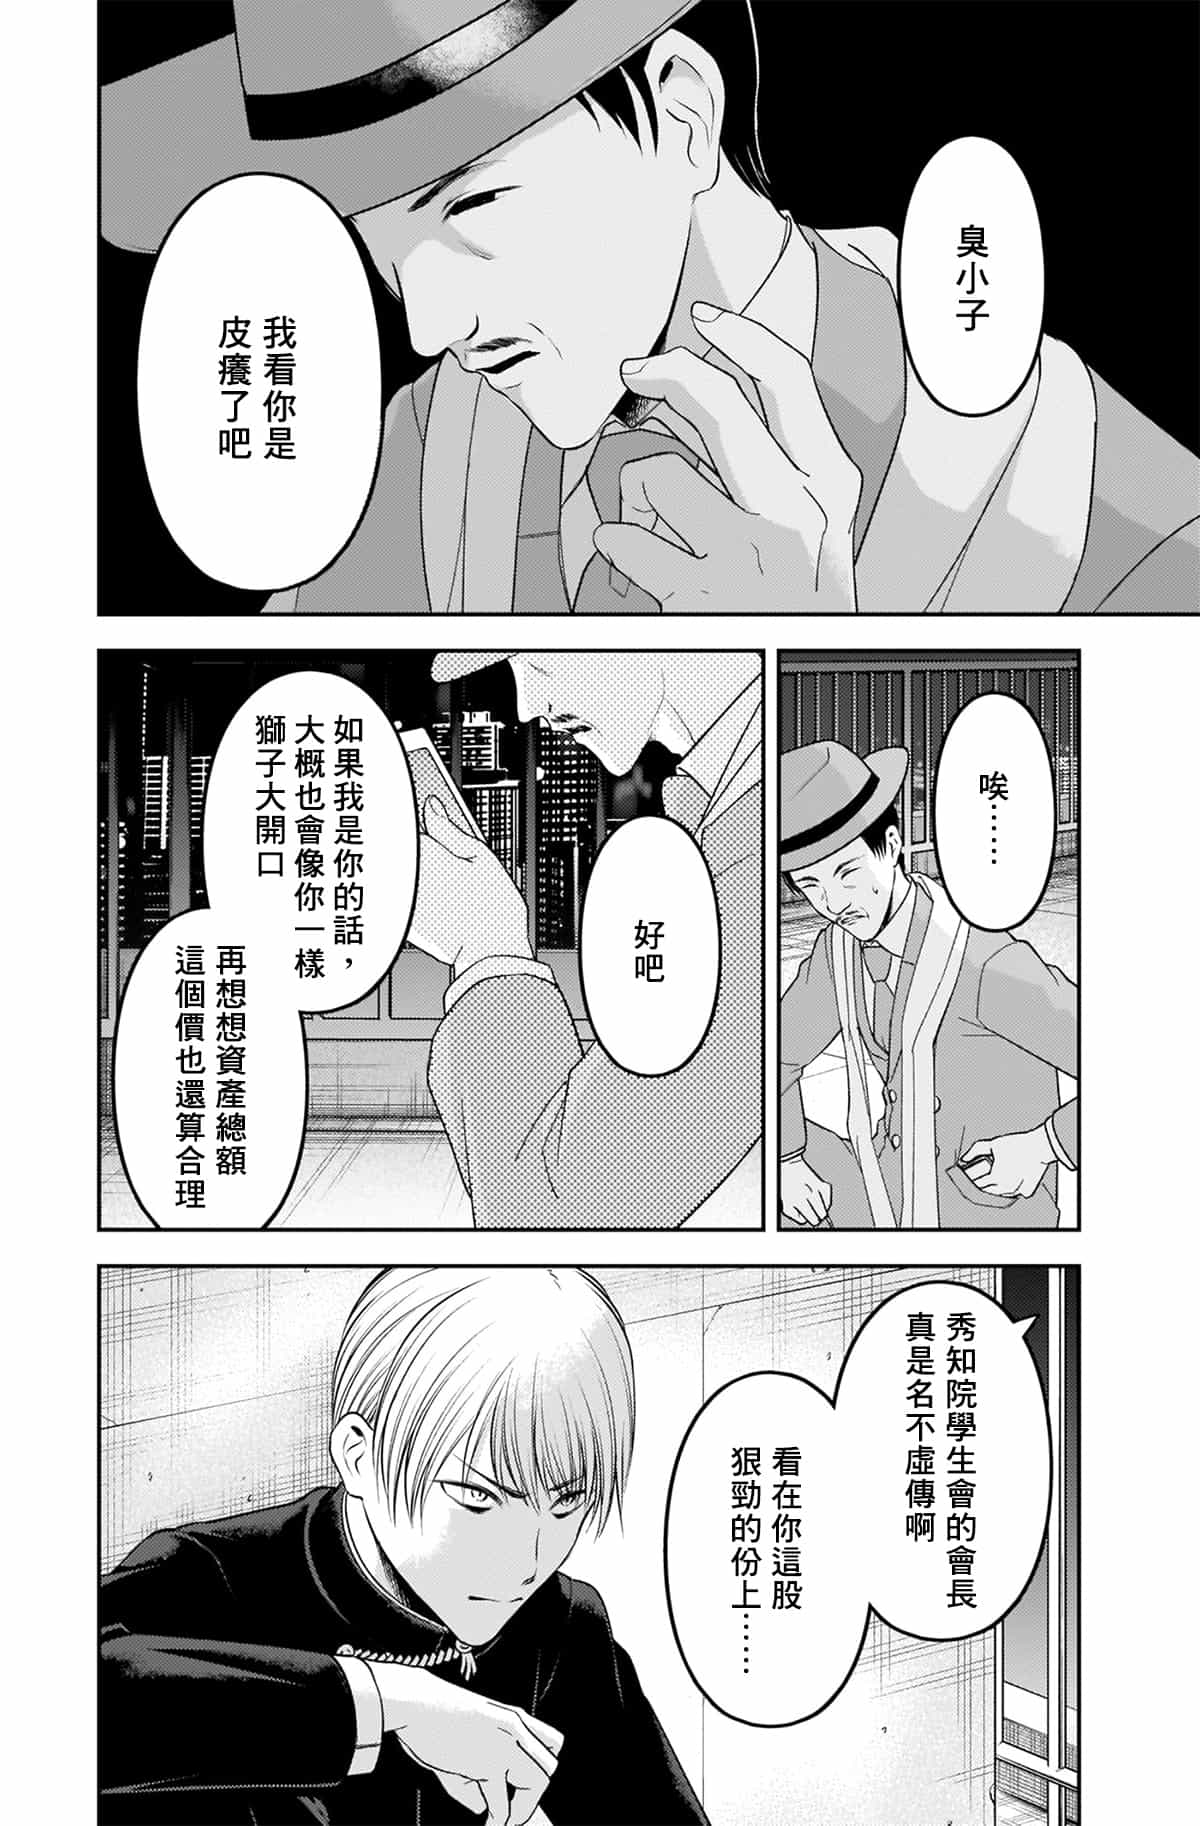 臭小子
我看你是
皮癢了吧
唉……
好吧
如果我是你的話，
大概也會像你一樣
獅子大開口
再想想資產總額
這個價也還算合理
秀知院學生會的會長
真是名不虛傳啊
看在你這股
狠勁的份上……